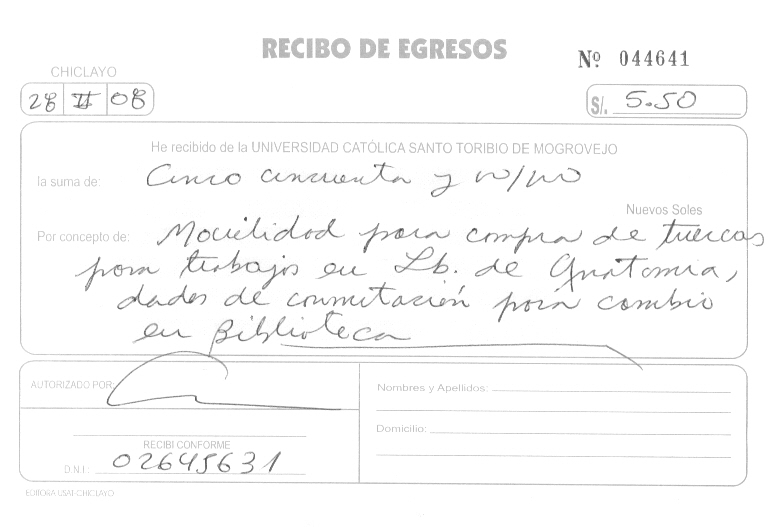 RECIBO DE EGRESOS
Nº 044641
CHICLAYO
28 II 08
S/. 5.50
He recibido de la UNIVERSIDAD CATÓLICA SANTO TORIBIO DE MOGROVEJO
la suma de: Cinco cincuenta y 00/100
Nuevos Soles
Por concepto de: Movilidad para compra de tuercas
para trabajos en Lb. de Anatomia,
dados de conmutación para cambio
en Biblioteca
AUTORIZADO POR:
Nombres y Apellidos:
Domicilio:
RECIBI CONFORME
D.N.I.: 02645631
EDITORA USAT-CHICLAYO